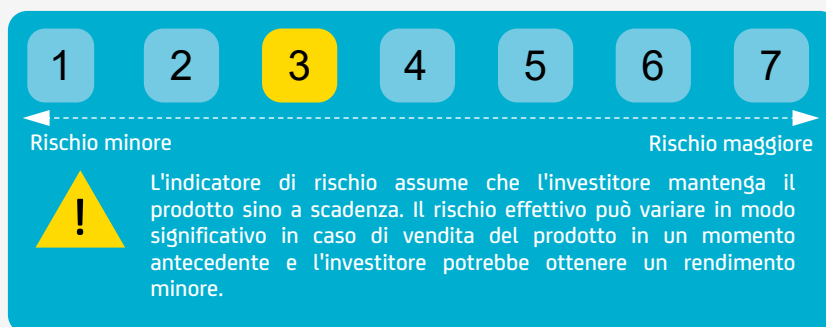 1 2 3 4 5 6 7
Rischio minore Rischio maggiore
!
L'indicatore di rischio assume che l'investitore mantenga il
prodotto sino a scadenza. Il rischio effettivo può variare in modo
significativo in caso di vendita del prodotto in un momento
antecedente e l'investitore potrebbe ottenere un rendimento
minore.